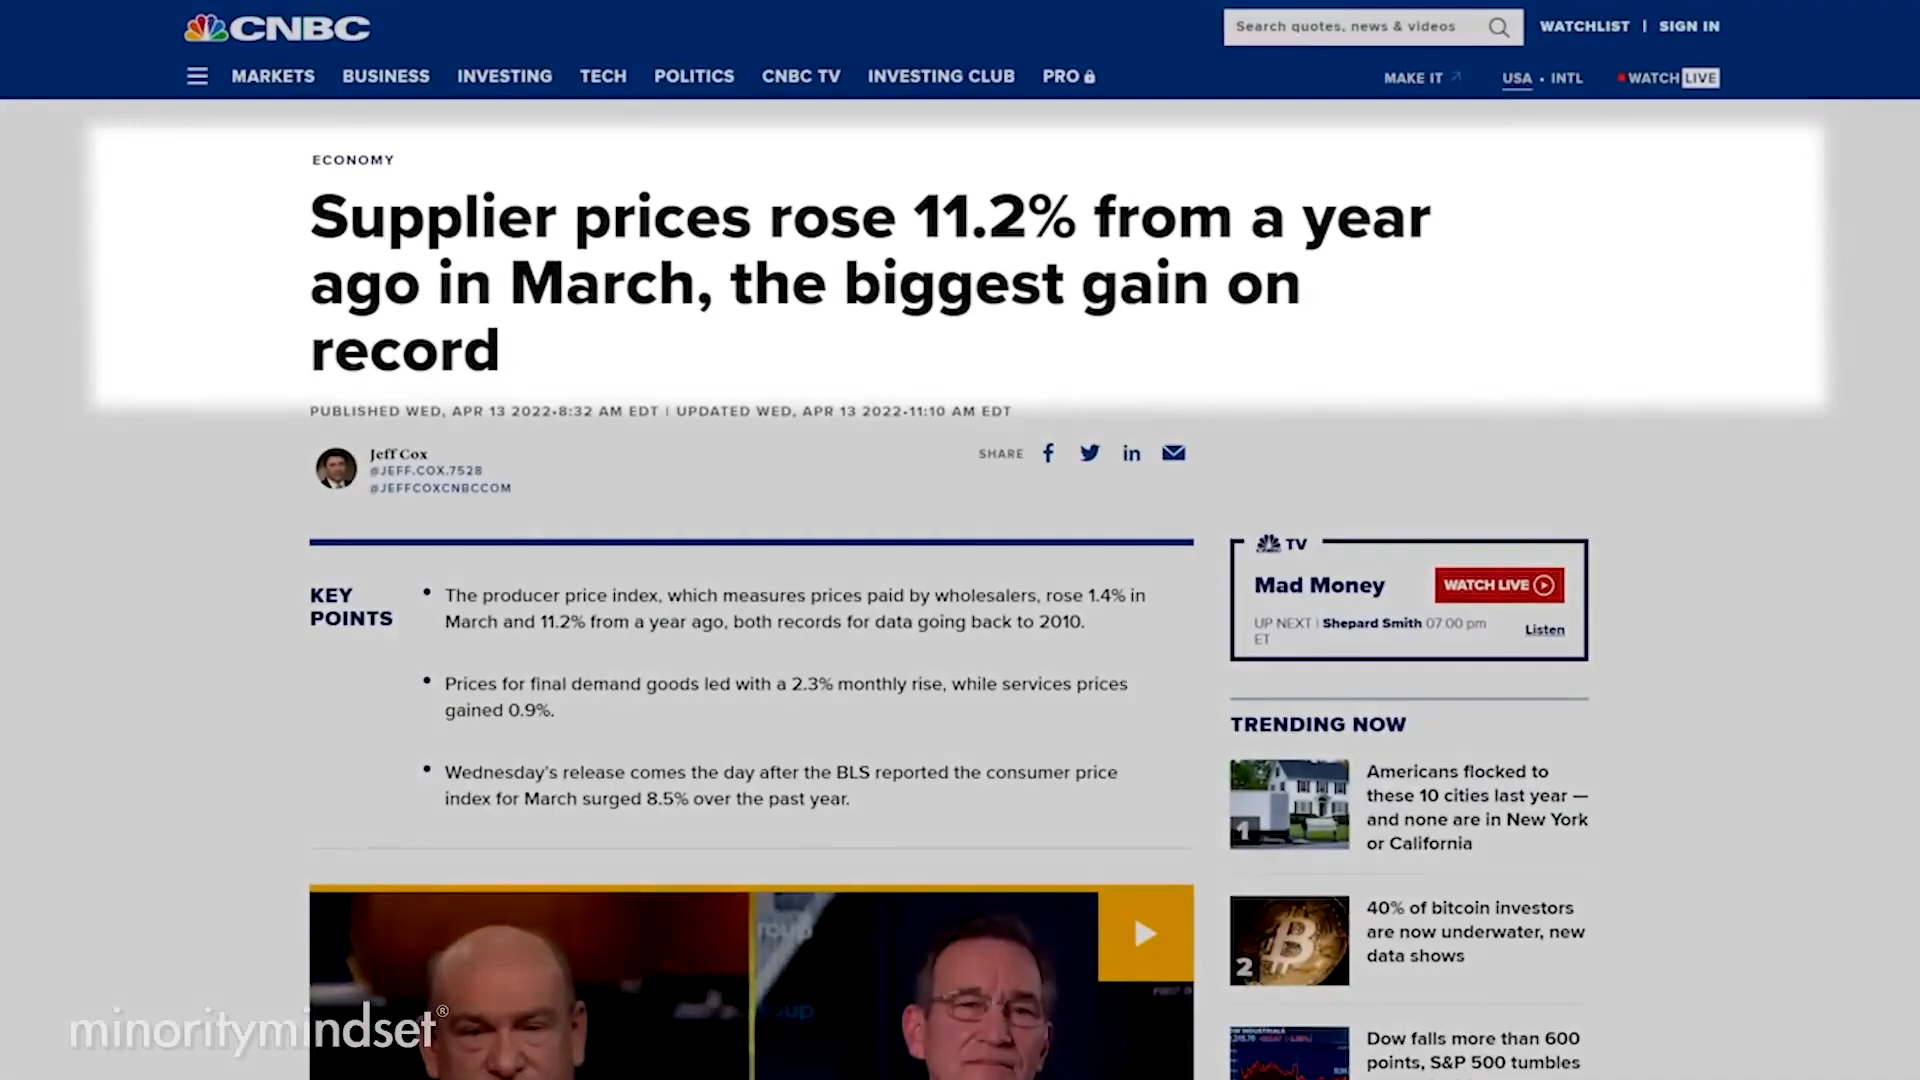 CNBC
Search quotes, news & videos
WATCHLIST | SIGN IN
MARKETS BUSINESS INVESTING TECH POLITICS CNBC TV INVESTING CLUB PRO
MAKE IT USA • INTL WATCH LIVE
ECONOMY
Supplier prices rose 11.2% from a year
ago in March, the biggest gain on
record
PUBLISHED WED, APR 13 2022•8:32 AM EDT | UPDATED WED, APR 13 2022•11:10 AM EDT
Jeff Cox
@JEFF.COX.7528
@JEFFCOXCNBCCOM
SHARE
KEY
POINTS
• The producer price index, which measures prices paid by wholesalers, rose 1.4% in
March and 11.2% from a year ago, both records for data going back to 2010.
• Prices for final demand goods led with a 2.3% monthly rise, while services prices
gained 0.9%.
• Wednesday's release comes the day after the BLS reported the consumer price
index for March surged 8.5% over the past year.
TV
Mad Money
WATCH LIVE
UP NEXT | Shepard Smith 07:00 pm
ET
Listen
TRENDING NOW
1
Americans flocked to
these 10 cities last year —
and none are in New York
or California
2
40% of bitcoin investors
are now underwater, new
data shows
Dow falls more than 600
points, S&P 500 tumbles
minoritymindset®